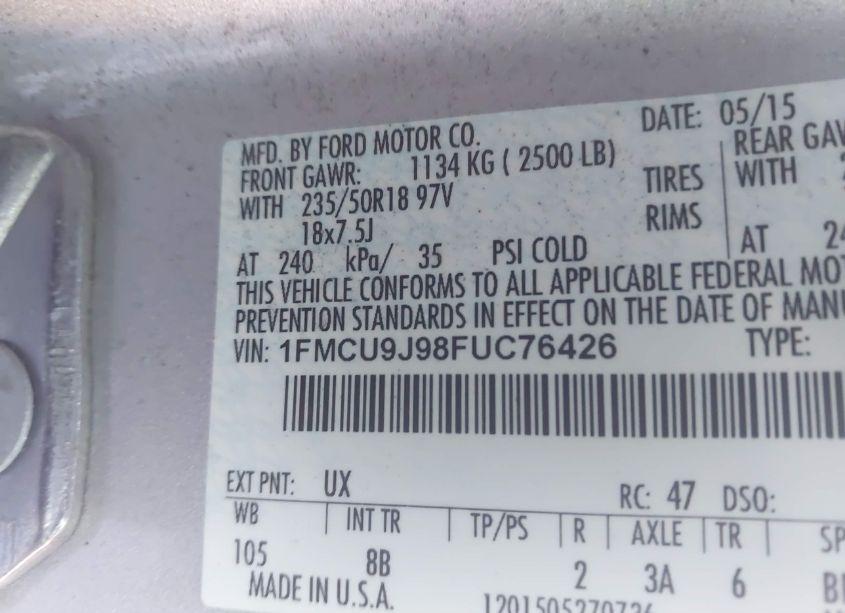 DATE: 05/15
MFD. BY FORD MOTOR CO.
FRONT GAWR: 1134 KG ( 2500 LB) REAR
WITH 235/50R18 97V TIRES WITH
18x7.5J RIMS
AT 240 kPa/ 35 PSI COLD AT
THIS VEHICLE CONFORMS TO ALL APPLICABLE FEDERAL
PREVENTION STANDARDS IN EFFECT ON THE DATE OF
VIN: 1FMCU9J98FUC76426 TYPE:
EXT PNT: UX RC: 47 DSO:
WB INT TR TP/PS R AXLE TR
105 8B 2 3A 6
MADE IN U.S.A.